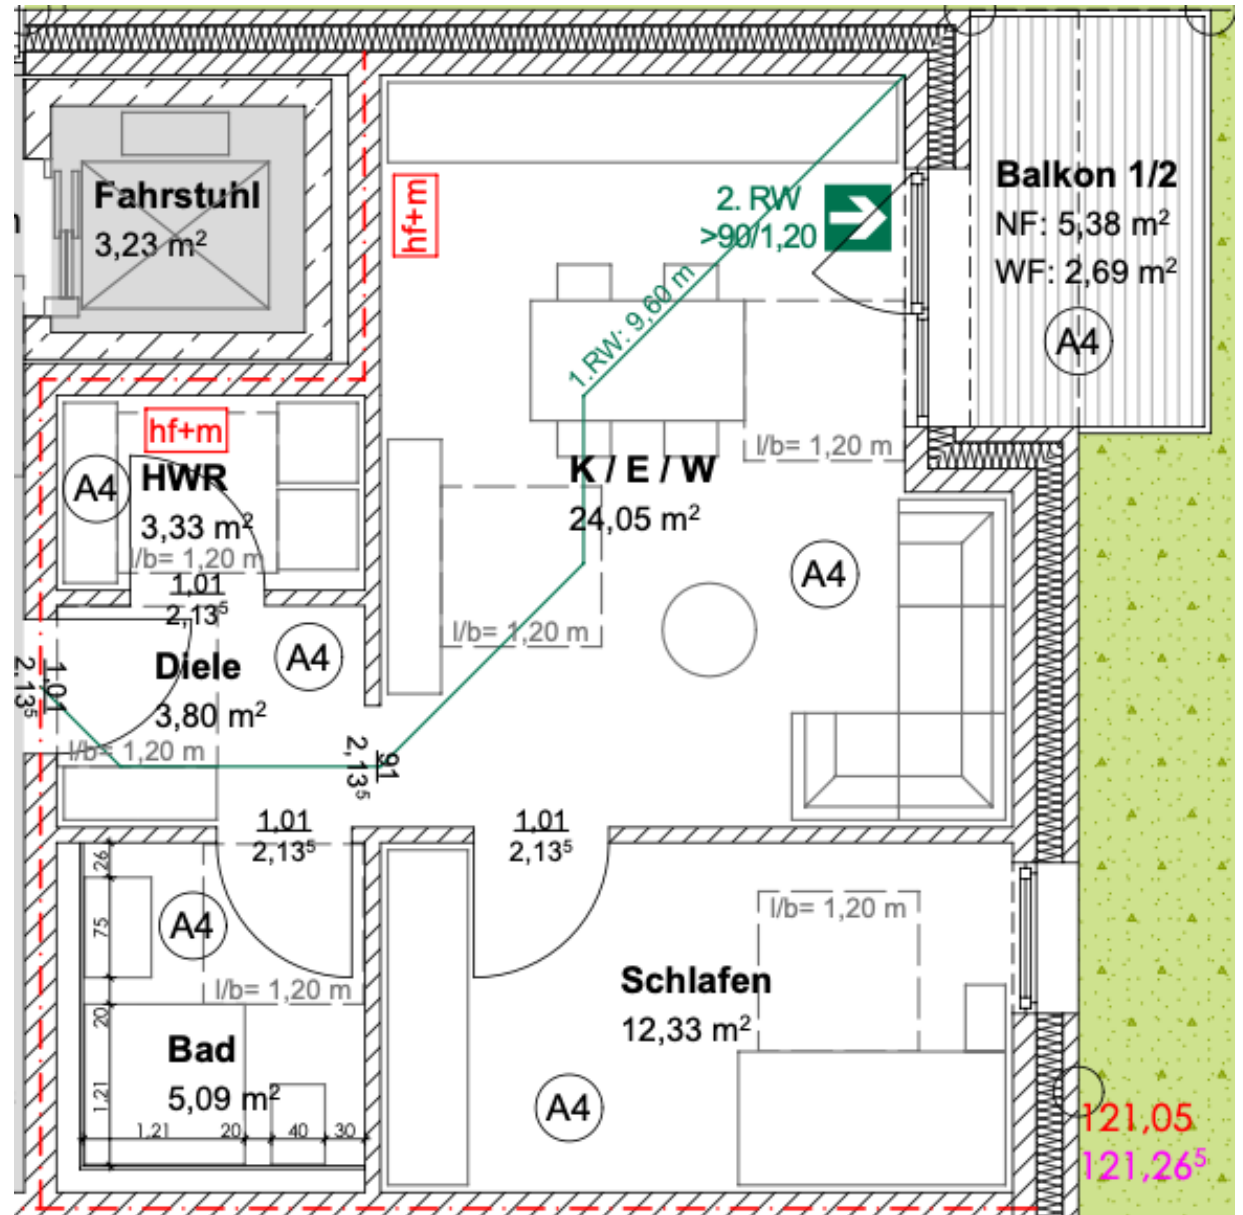 Fahrstuhl
3,23 m²
n
hf+m
2. RW
>90/1,20
Balkon 1/2
NF: 5,38 m²
WF: 2,69 m²
A4
1.RW: 9,60 m
hf+m
HWR
A4
3,33 m²
l/b= 1,20 m
l/b= 1,20 m
K / E / W
24,05 m²
A4
l/b= 1,20 m
1,01
2,13⁵
Diele
3,80 m²
A4
l/b= 1,20 m
1,01
2,13⁵
91
2,13⁵
1,01
2,13⁵
1,01
2,13⁵
26
75
20
1,21
A4
l/b= 1,20 m
Bad
5,09 m²
1,21
20
40
30
l/b= 1,20 m
Schlafen
12,33 m²
A4
121,05
121,26⁵